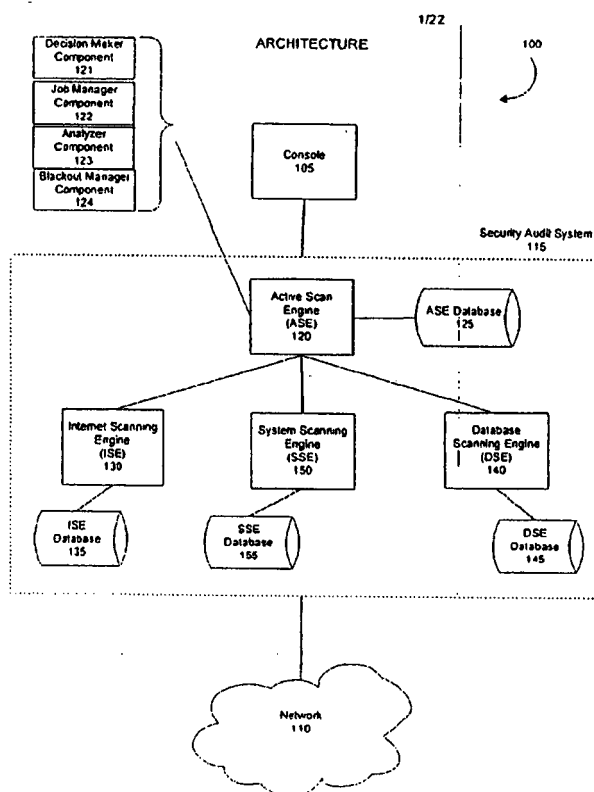 1/22
ARCHITECTURE
100
Decision Maker
Component
121
Job Manager
Component
122
Analyzer
Component
123
Blackout Manager
Component
124
Console
105
Security Audit System
115
Active Scan
Engine
(ASE)
120
ASE Database
125
Internet Scanning
Engine
(ISE)
130
System Scanning
Engine
(SSE)
150
Database
Scanning Engine
(DSE)
140
ISE
Database
135
SSE
Database
155
DSE
Database
145
Network
110